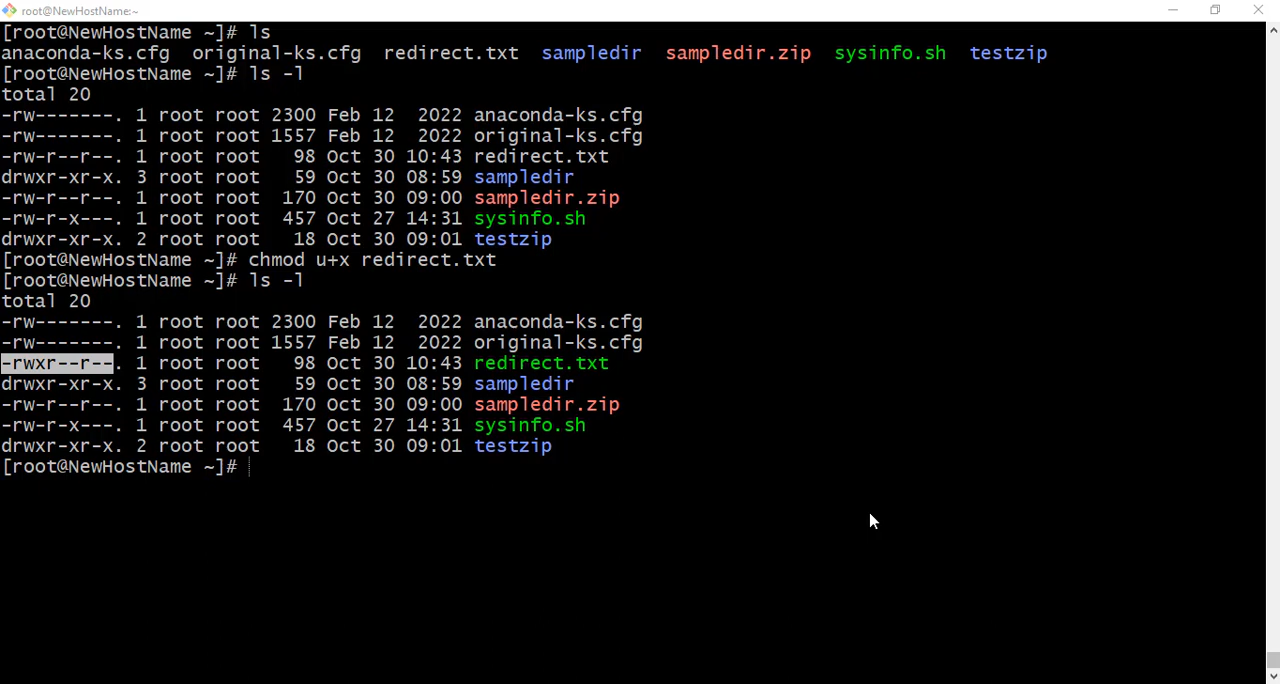 root@NewHostName:~
[root@NewHostName ~]# ls
anaconda-ks.cfg  original-ks.cfg  redirect.txt  sampledir  sampledir.zip  sysinfo.sh  testzip
[root@NewHostName ~]# ls -l
total 20
-rw-------. 1 root root 2300 Feb 12  2022 anaconda-ks.cfg
-rw-------. 1 root root 1557 Feb 12  2022 original-ks.cfg
-rw-r--r--. 1 root root   98 Oct 30 10:43 redirect.txt
drwxr-xr-x. 3 root root   59 Oct 30 08:59 sampledir
-rw-r--r--. 1 root root  170 Oct 30 09:00 sampledir.zip
-rw-r-x---. 1 root root  457 Oct 27 14:31 sysinfo.sh
drwxr-xr-x. 2 root root   18 Oct 30 09:01 testzip
[root@NewHostName ~]# chmod u+x redirect.txt
[root@NewHostName ~]# ls -l
total 20
-rw-------. 1 root root 2300 Feb 12  2022 anaconda-ks.cfg
-rw-------. 1 root root 1557 Feb 12  2022 original-ks.cfg
-rwxr--r--. 1 root root   98 Oct 30 10:43 redirect.txt
drwxr-xr-x. 3 root root   59 Oct 30 08:59 sampledir
-rw-r--r--. 1 root root  170 Oct 30 09:00 sampledir.zip
-rw-r-x---. 1 root root  457 Oct 27 14:31 sysinfo.sh
drwxr-xr-x. 2 root root   18 Oct 30 09:01 testzip
[root@NewHostName ~]#